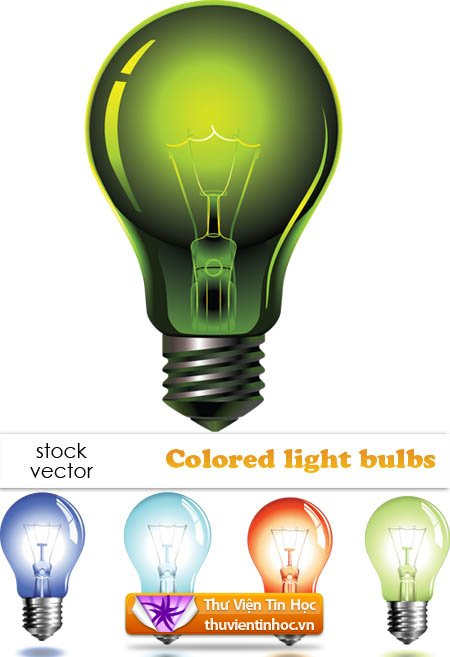 stock
vector
Colored light bulbs
Thư Viện Tin Học
thuvientinhoc.vn